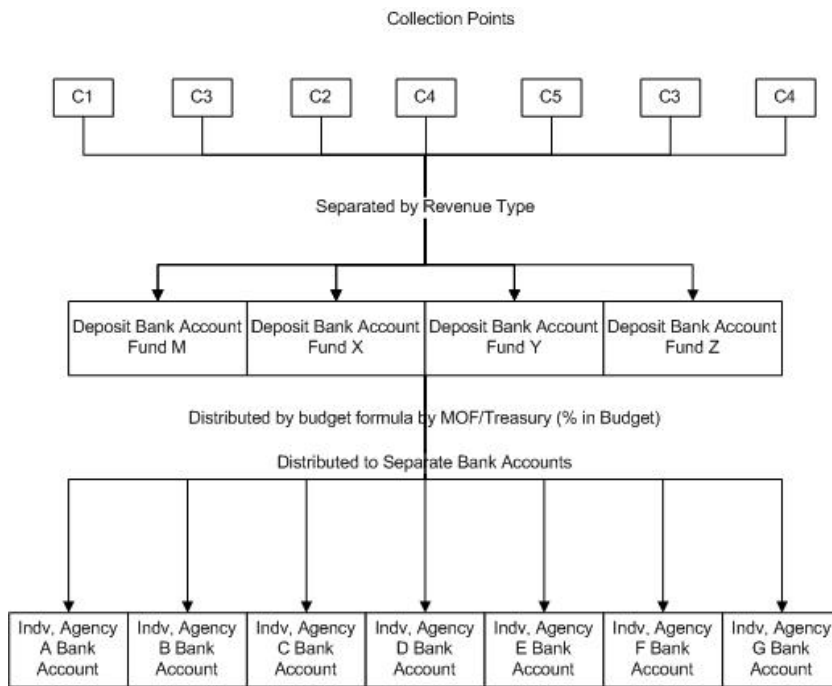 Collection Points
C1
C3
C2
C4
C5
C3
C4
Separated by Revenue Type
Deposit Bank Account
Fund M
Deposit Bank Account
Fund X
Deposit Bank Account
Fund Y
Deposit Bank Account
Fund Z
Distributed by budget formula by MOF/Treasury (% in Budget)
Distributed to Separate Bank Accounts
Indv, Agency
A Bank
Account
Indv, Agency
B Bank
Account
Indv, Agency
C Bank
Account
Indv, Agency
D Bank
Account
Indv, Agency
E Bank
Account
Indv, Agency
F Bank
Account
Indv, Agency
G Bank
Account